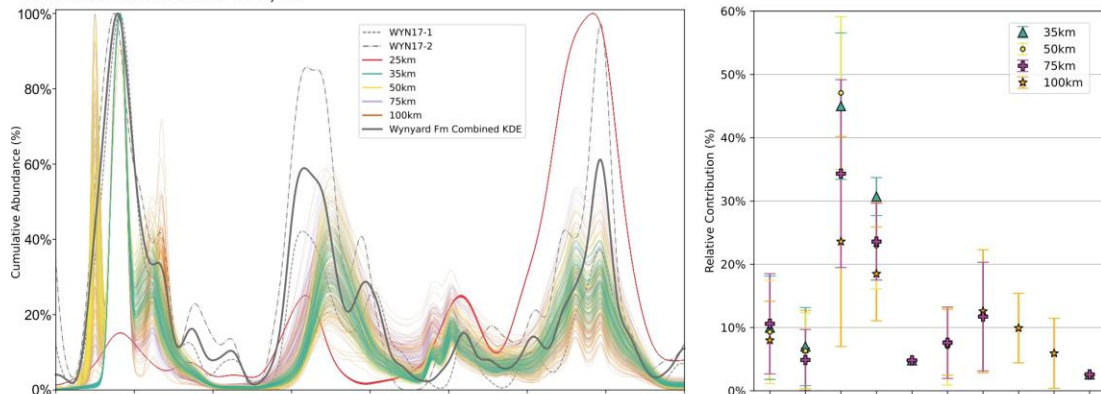 100%
80%
60%
40%
20%
0%
Cumulative Abundance (%)
WYN17-1
WYN17-2
25km
35km
50km
75km
100km
Wynyard Fm Combined KDE
60%
50%
40%
30%
20%
10%
0%
Relative Contribution (%)
35km
50km
75km
100km